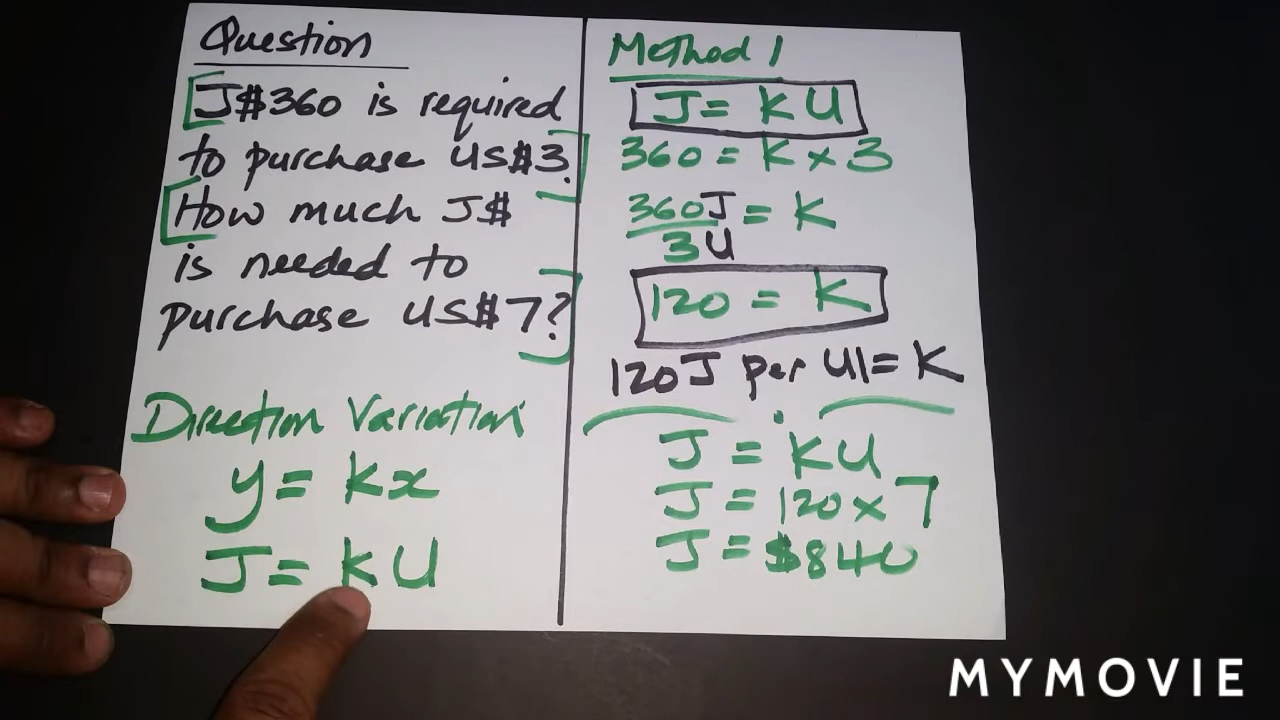 Question
J$360 is required
to purchase US$3.
How much J$
is needed to
purchase US$7?
Direction Variation
y = kx
J = KU
Method 1
J = KU
360 = K x 3
360J = K
3U
120 = K
120J per U1 = K
J = KU
J = 120 x 7
J = $840
MYMOVIE